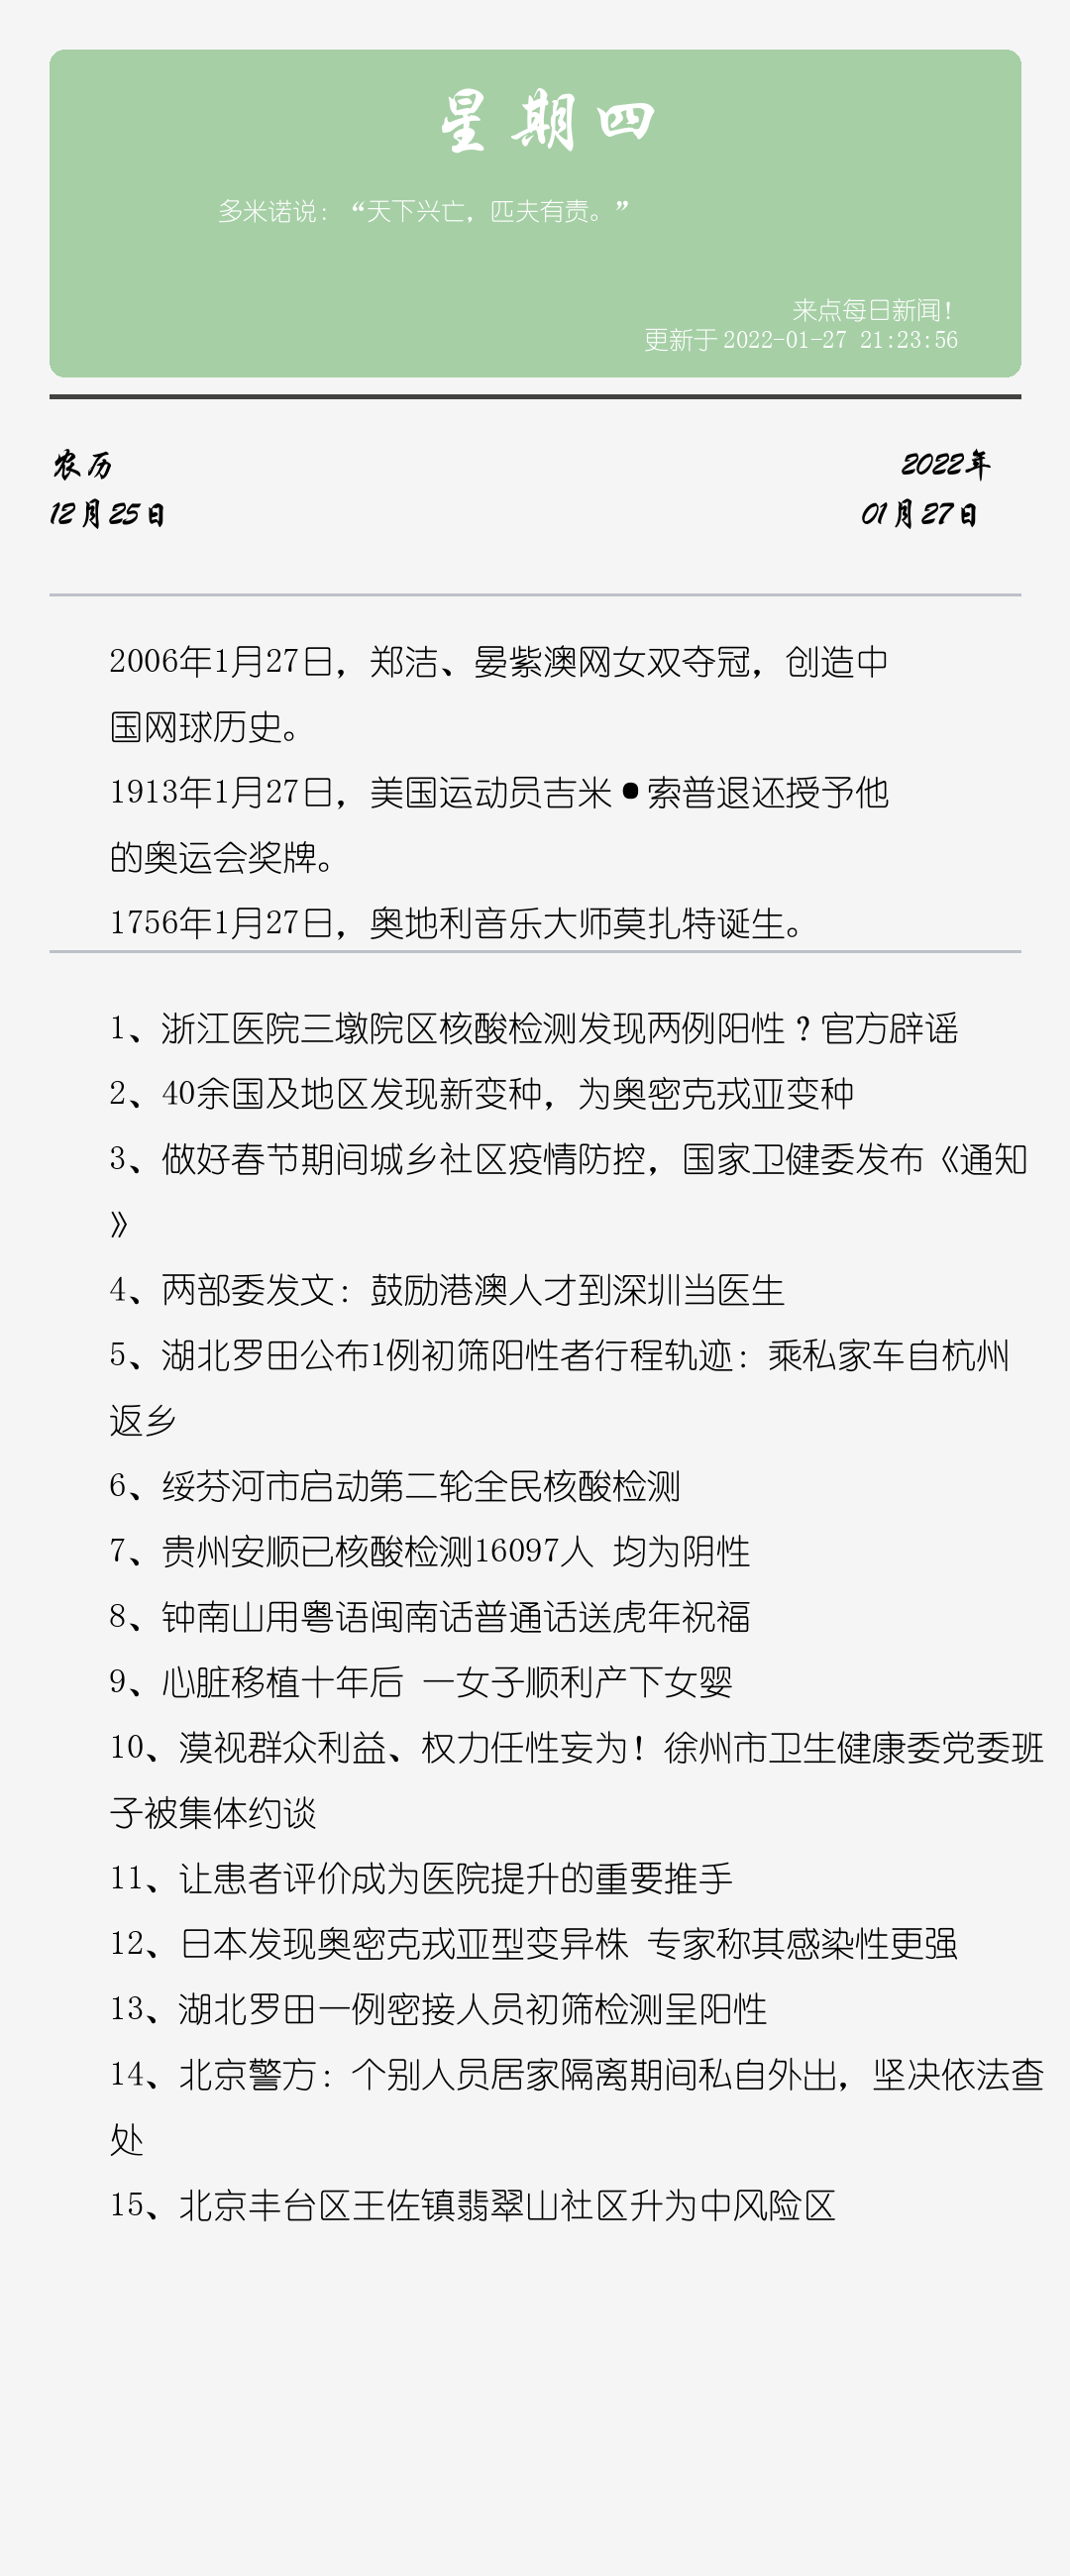 星期四
多米诺说：“天下兴亡，匹夫有责。”
来点每日新闻！
更新于 2022-01-27 21:23:56
农历
2022年
12月25日
01月27日
2006年1月27日，郑洁、晏紫澳网女双夺冠，创造中
国网球历史。
1913年1月27日，美国运动员吉米•索普退还授予他
的奥运会奖牌。
1756年1月27日，奥地利音乐大师莫扎特诞生。
1、浙江医院三墩院区核酸检测发现两例阳性？官方辟谣
2、40余国及地区发现新变种，为奥密克戎亚变种
3、做好春节期间城乡社区疫情防控，国家卫健委发布《通知
》
4、两部委发文：鼓励港澳人才到深圳当医生
5、湖北罗田公布1例初筛阳性者行程轨迹：乘私家车自杭州
返乡
6、绥芬河市启动第二轮全民核酸检测
7、贵州安顺已核酸检测16097人 均为阴性
8、钟南山用粤语闽南话普通话送虎年祝福
9、心脏移植十年后 一女子顺利产下女婴
10、漠视群众利益、权力任性妄为！徐州市卫生健康委党委班
子被集体约谈
11、让患者评价成为医院提升的重要推手
12、日本发现奥密克戎亚型变异株 专家称其感染性更强
13、湖北罗田一例密接人员初筛检测呈阳性
14、北京警方：个别人员居家隔离期间私自外出，坚决依法查
处
15、北京丰台区王佐镇翡翠山社区升为中风险区